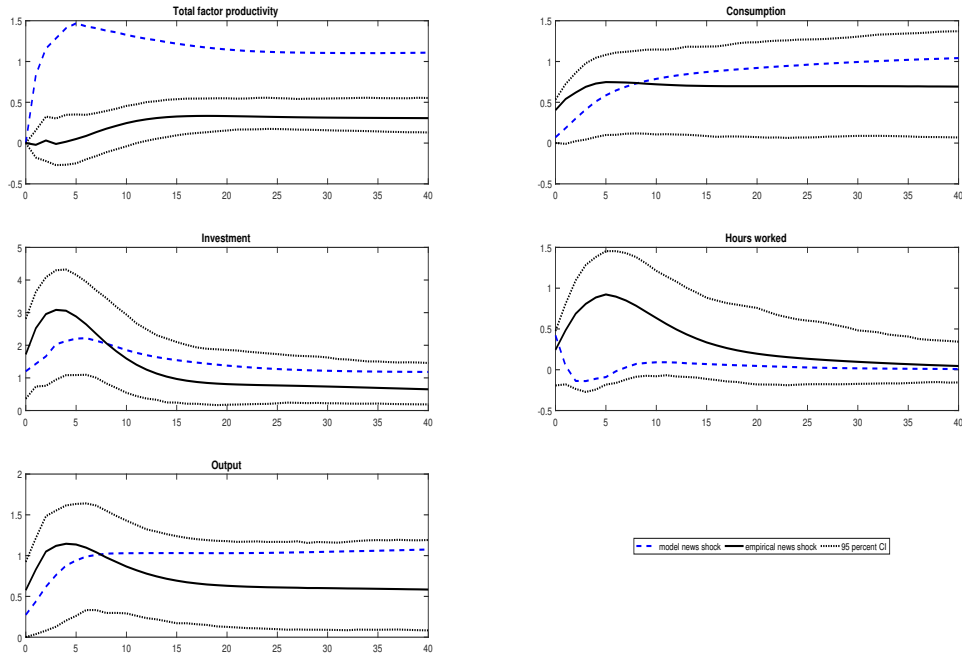 Total factor productivity
1.5
1
0.5
0
-0.5
0 5 10 15 20 25 30 35 40
Consumption
1.5
1
0.5
0
-0.5
0 5 10 15 20 25 30 35 40
Investment
5
4
3
2
1
0
0 5 10 15 20 25 30 35 40
Hours worked
1.5
1
0.5
0
-0.5
0 5 10 15 20 25 30 35 40
Output
2
1.5
1
0.5
0
0 5 10 15 20 25 30 35 40
model news shock empirical news shock 95 percent CI